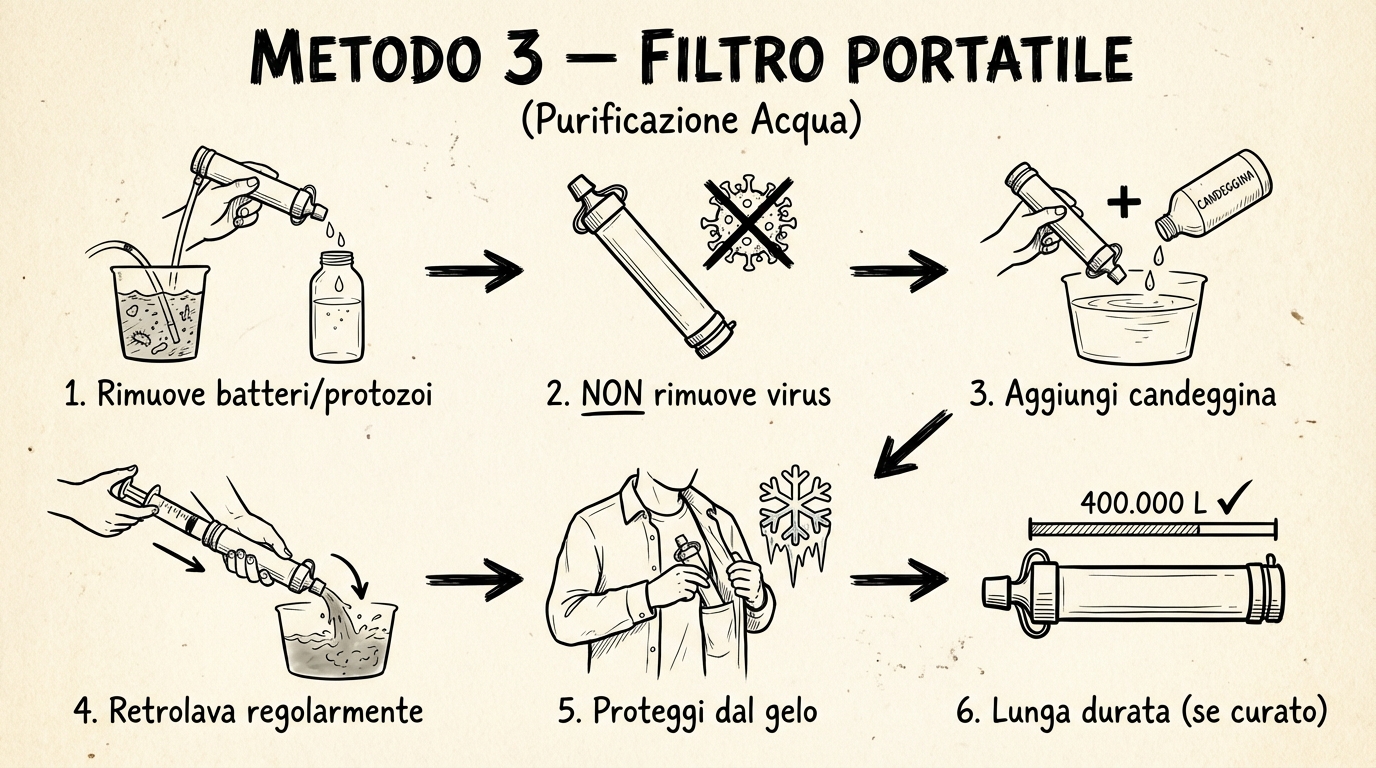 METODO 3 — FILTRO PORTATILE
(Purificazione Acqua)
CANDEGGINA
1. Rimuove batteri/protozoi
2. NON rimuove virus
3. Aggiungi candeggina
400.000 L ✓
4. Retrolava regolarmente
5. Proteggi dal gelo
6. Lunga durata (se curato)